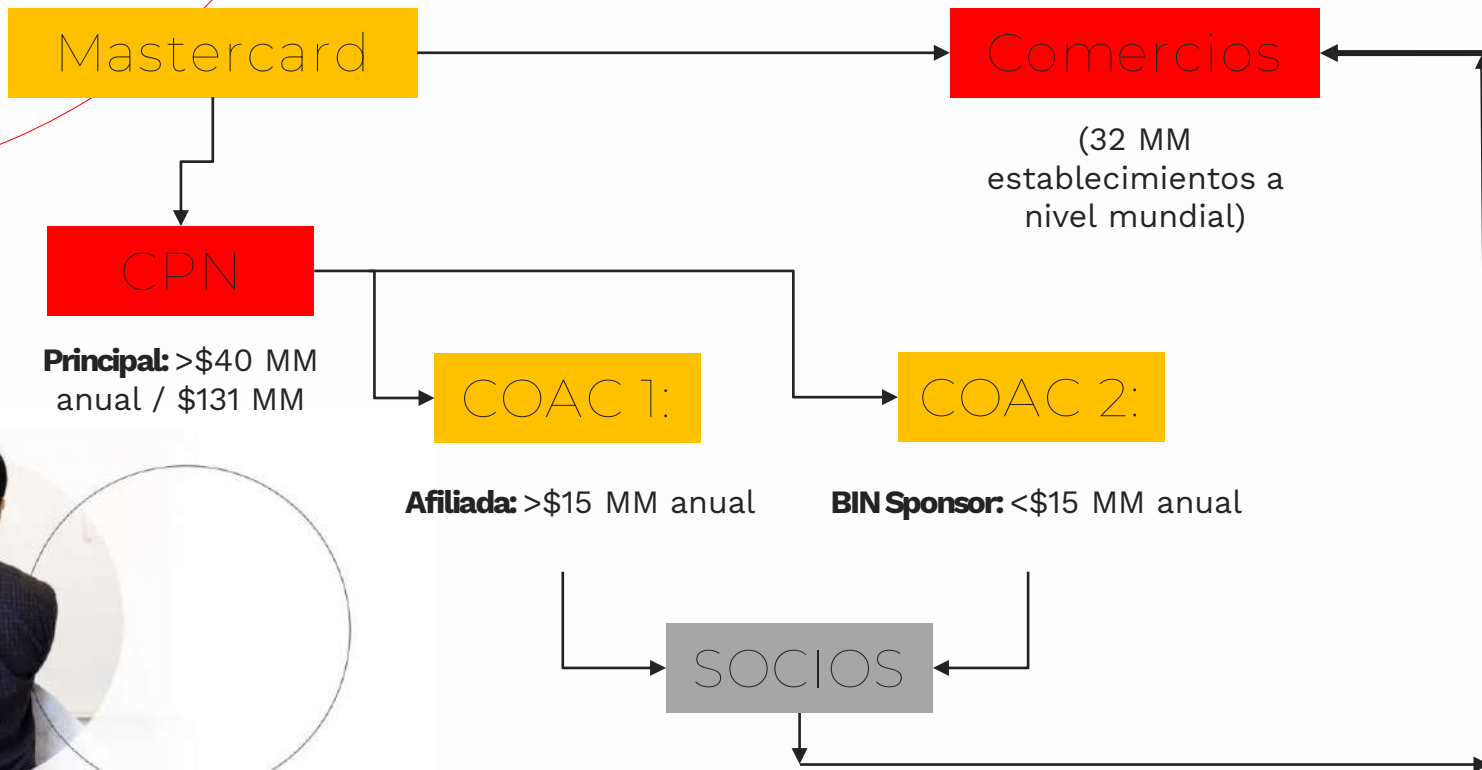 Mastercard
Comercios
(32 MM
establecimientos a
nivel mundial)
CPN
Principal: >$40 MM
anual / $131 MM
COAC 1:
COAC 2:
Afiliada: >$15 MM anual
BIN Sponsor: <$15 MM anual
SOCIOS